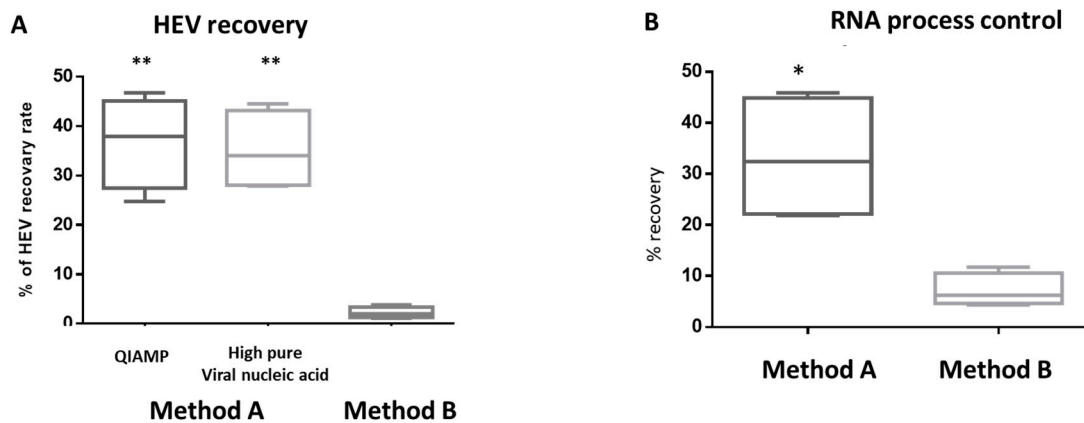 A
HEV recovery
**
**
50
40
30
20
10
0
% of HEV recovery rate
QIAMP
High pure
Viral nucleic acid
Method A
Method B
B
RNA process control
*
50
40
30
20
10
0
% recovery
Method A
Method B